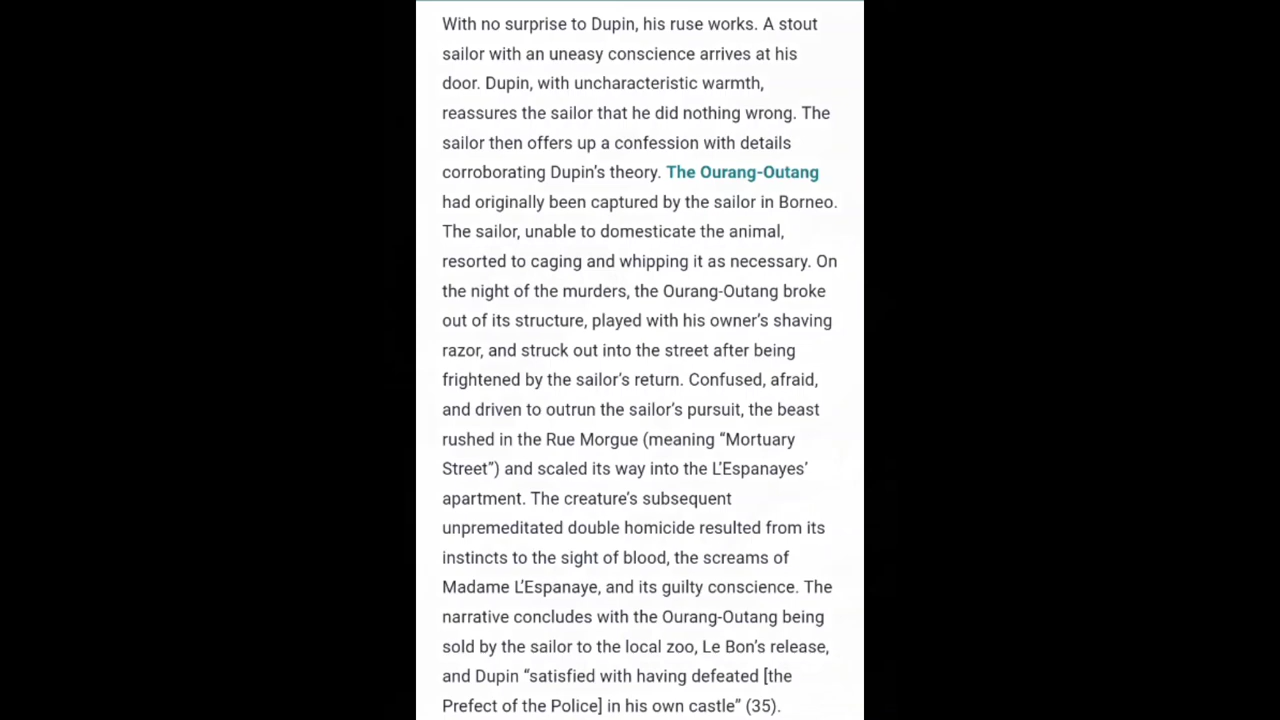 With no surprise to Dupin, his ruse works. A stout
sailor with an uneasy conscience arrives at his
door. Dupin, with uncharacteristic warmth,
reassures the sailor that he did nothing wrong. The
sailor then offers up a confession with details
corroborating Dupin’s theory. The Ourang-Outang
had originally been captured by the sailor in Borneo.
The sailor, unable to domesticate the animal,
resorted to caging and whipping it as necessary. On
the night of the murders, the Ourang-Outang broke
out of its structure, played with his owner’s shaving
razor, and struck out into the street after being
frightened by the sailor’s return. Confused, afraid,
and driven to outrun the sailor’s pursuit, the beast
rushed in the Rue Morgue (meaning “Mortuary
Street”) and scaled its way into the L’Espanayes’
apartment. The creature’s subsequent
unpremeditated double homicide resulted from its
instincts to the sight of blood, the screams of
Madame L’Espanaye, and its guilty conscience. The
narrative concludes with the Ourang-Outang being
sold by the sailor to the local zoo, Le Bon’s release,
and Dupin “satisfied with having defeated [the
Prefect of the Police] in his own castle” (35).